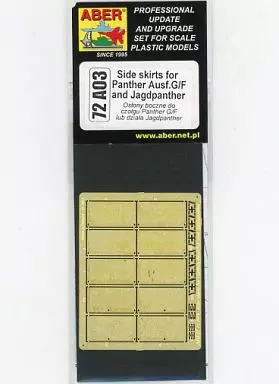 ABER
SINCE 1995
PROFESSIONAL
UPDATE
AND UPGRADE
SET FOR SCALE
PLASTIC MODELS
72 A03
Side skirts for
Panther Ausf.G/F
and Jagdpanther
Osłony boczne do
czołgu Panther G/F
lub działa Jagdpanther
www.aber.net.pl